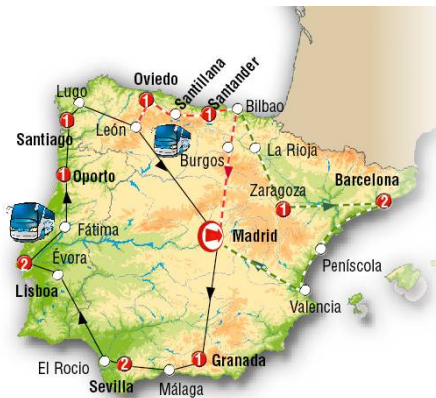 Oviedo
Santillana
Santander
Lugo
1
1
Bilbao
León
Santiago
1
Burgos
La Rioja
Oporto
1
Zaragoza
1
Barcelona
2
Fátima
Madrid
Évora
2
Lisboa
Peníscola
Valencia
El Rocio
2
Sevilla
Málaga
1
Granada